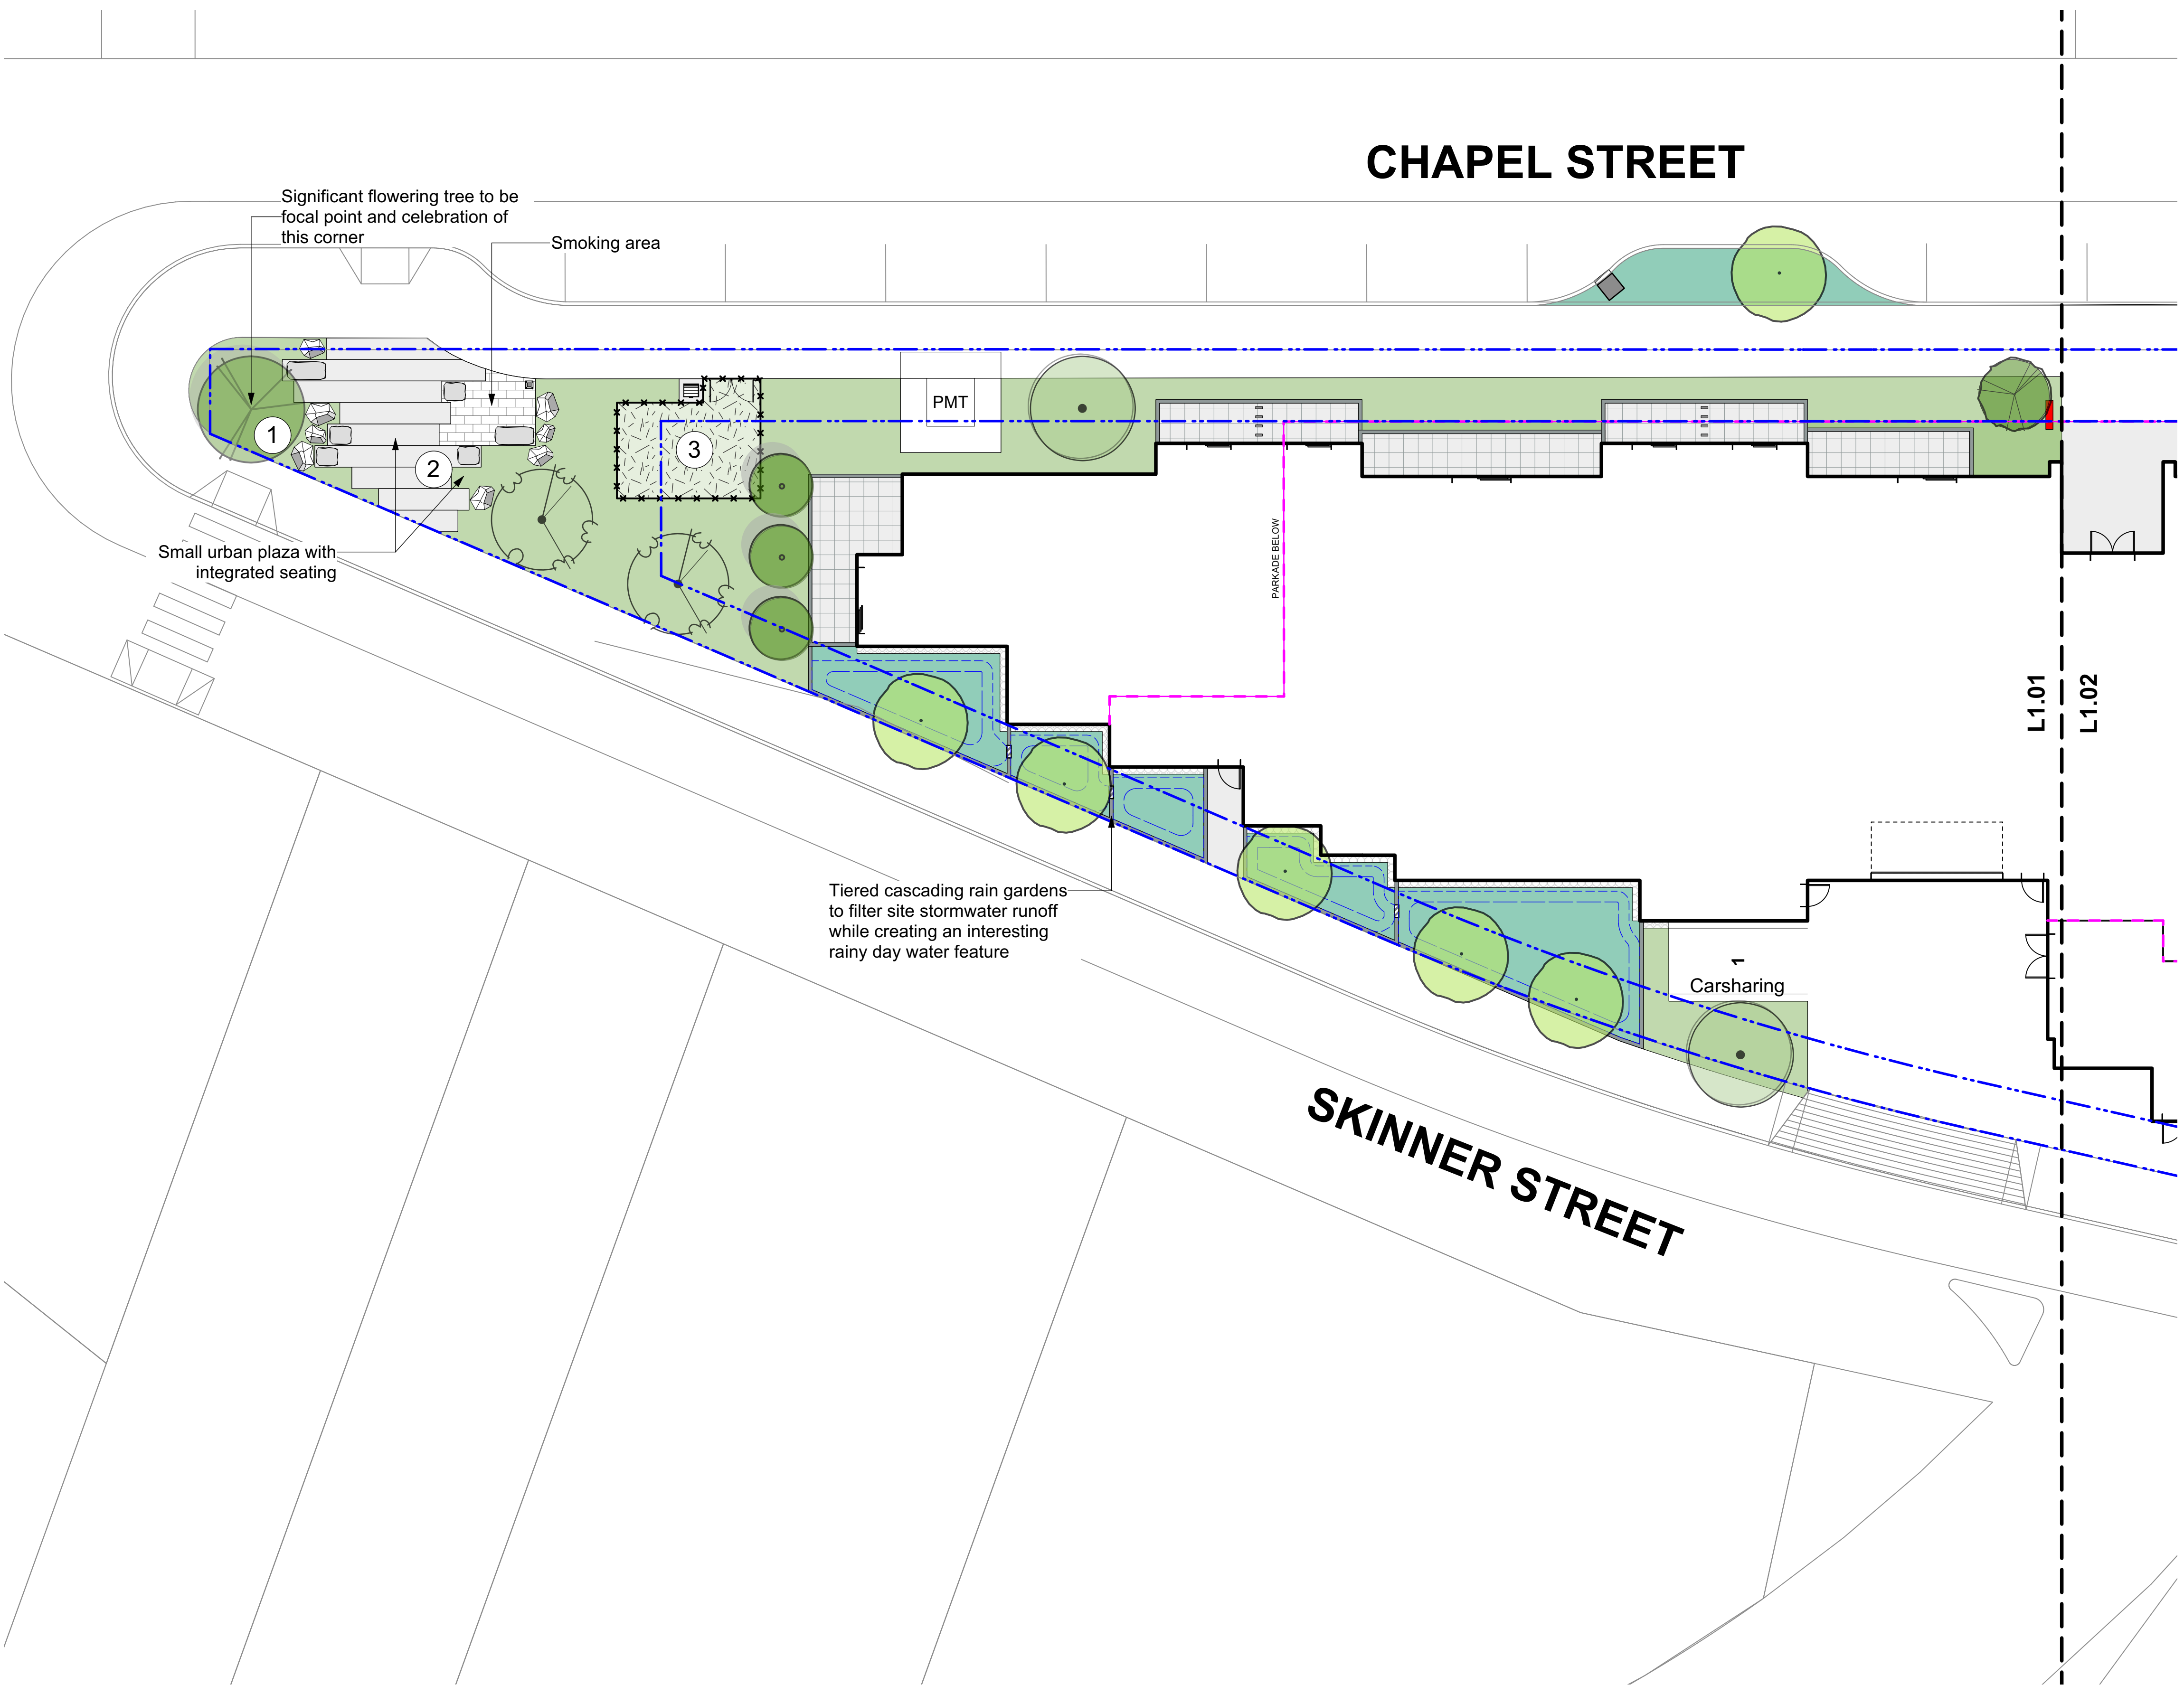 CHAPEL STREET
Significant flowering tree to be
focal point and celebration of
this corner
Smoking area
PMT
1
2
3
Small urban plaza with
integrated seating
PARKADE BELOW
L1.01
L1.02
Tiered cascading rain gardens
to filter site stormwater runoff
while creating an interesting
rainy day water feature
1
Carsharing
SKINNER STREET